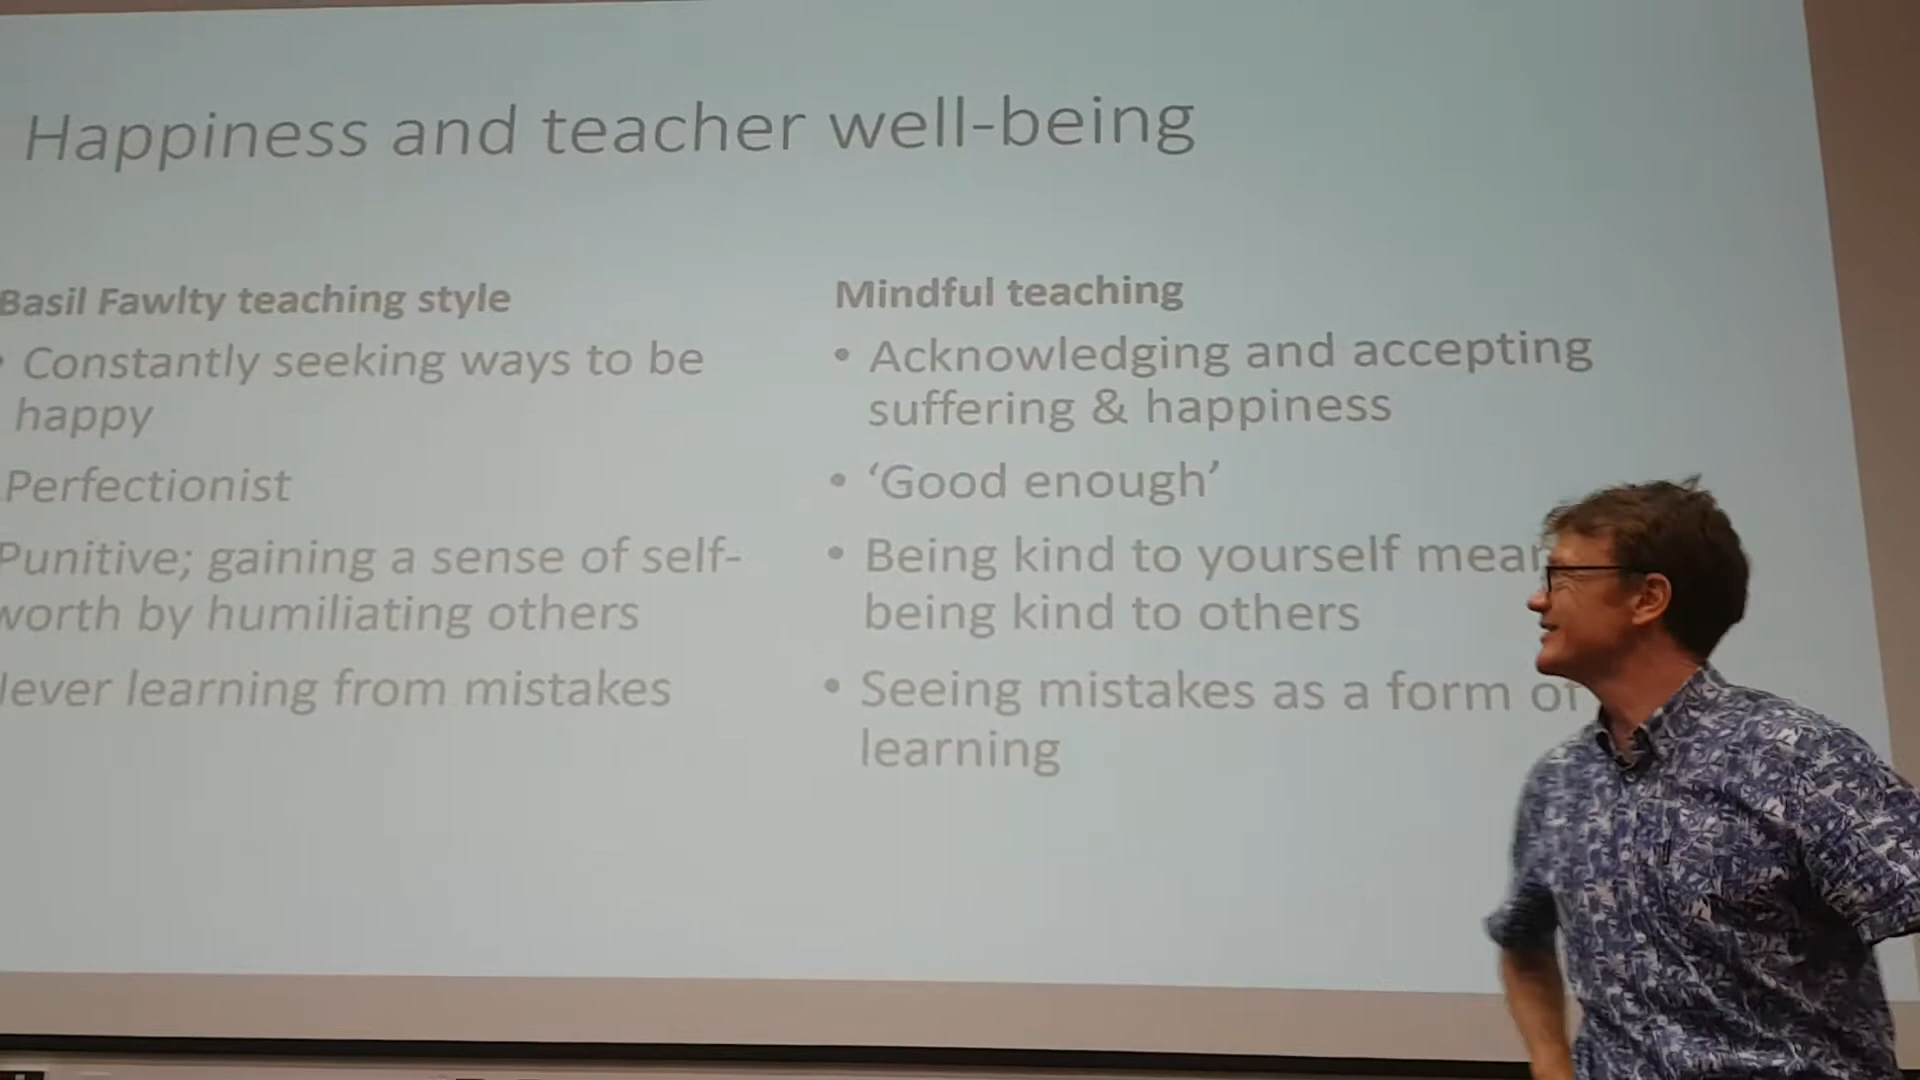 Happiness and teacher well-being
Basil Fawlty teaching style
• Constantly seeking ways to be
happy
Perfectionist
Punitive; gaining a sense of self-
worth by humiliating others
learning from mistakes
Mindful teaching
• Acknowledging and accepting
suffering & happiness
• ‘Good enough’
• Being kind to yourself
being kind to others
• Seeing mistakes as a form of
learning